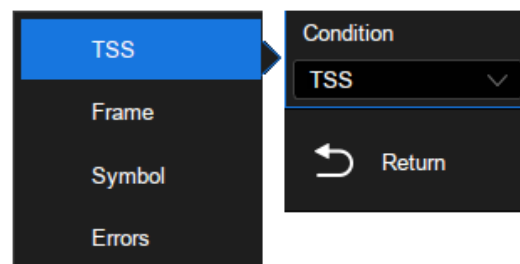 TSS
Frame
Symbol
Errors
Condition
TSS
Return